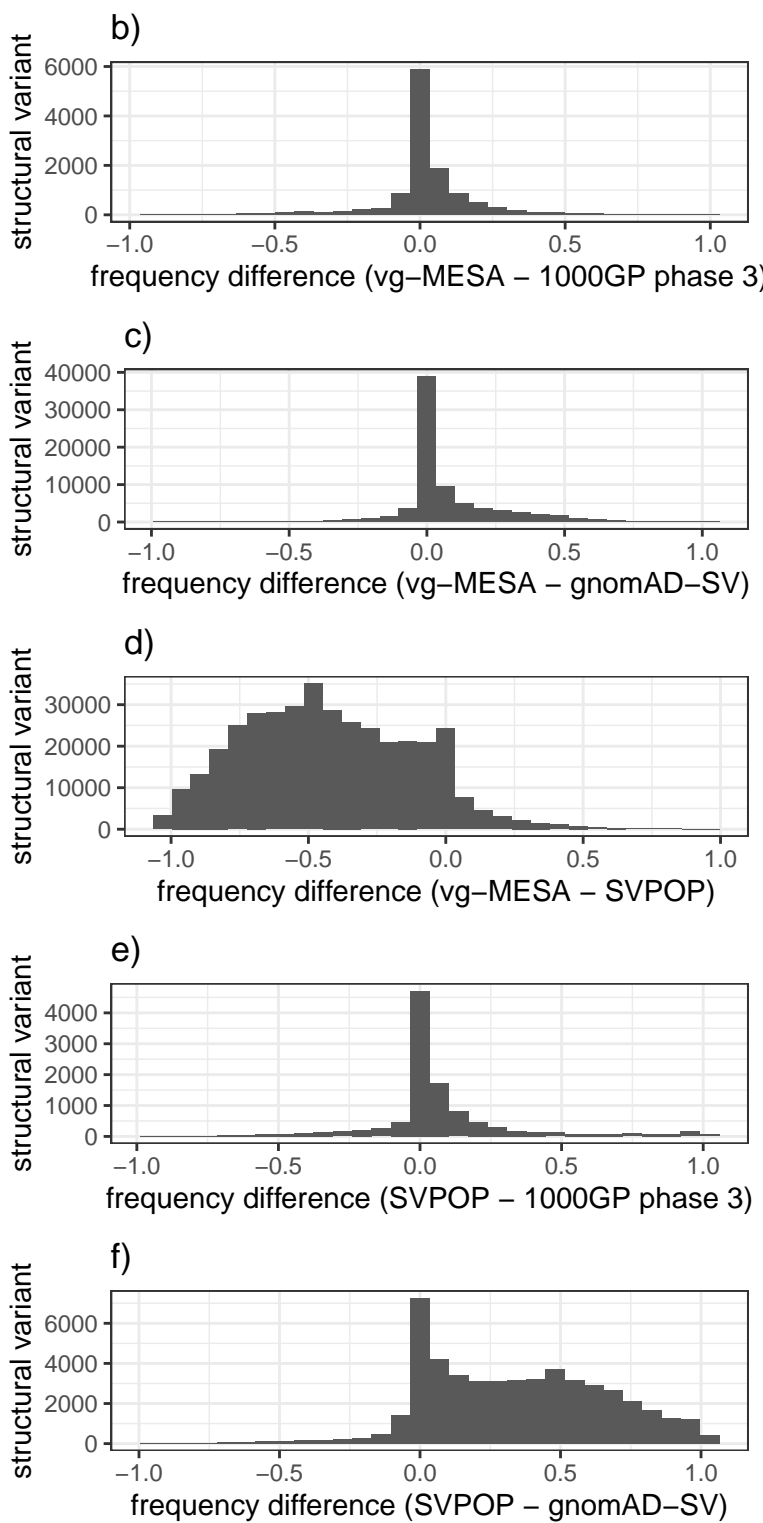 b)
structural variant
6000
4000
2000
0
−1.0 −0.5 0.0 0.5 1.0
frequency difference (vg−MESA − 1000GP phase 3)
c)
structural variant
40000
30000
20000
10000
0
−1.0 −0.5 0.0 0.5 1.0
frequency difference (vg−MESA − gnomAD−SV)
d)
structural variant
30000
20000
10000
0
−1.0 −0.5 0.0 0.5 1.0
frequency difference (vg−MESA − SVPOP)
e)
structural variant
4000
3000
2000
1000
0
−1.0 −0.5 0.0 0.5 1.0
frequency difference (SVPOP − 1000GP phase 3)
f)
structural variant
6000
4000
2000
0
−1.0 −0.5 0.0 0.5 1.0
frequency difference (SVPOP − gnomAD−SV)